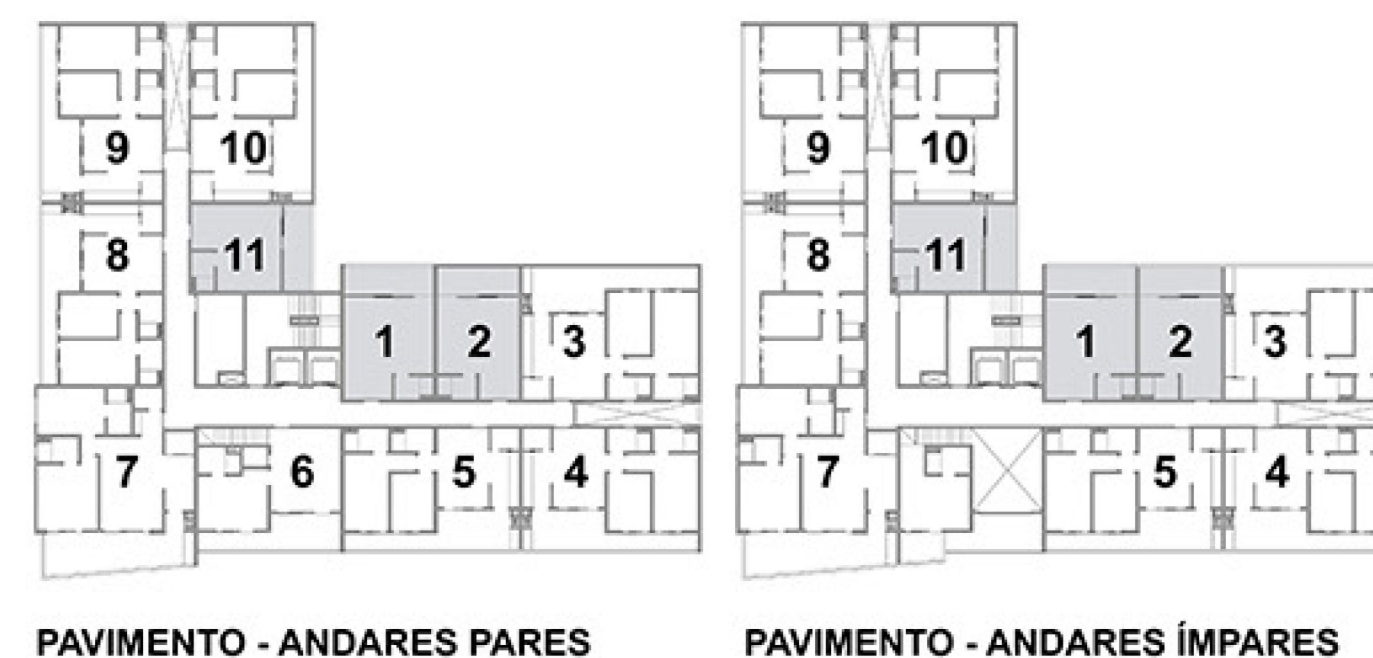 9 10 9 10
8 11 8 11
1 2 3 1 2 3
7 6 5 4 7 5 4
PAVIMENTO - ANDARES PARES PAVIMENTO - ANDARES ÍMPARES